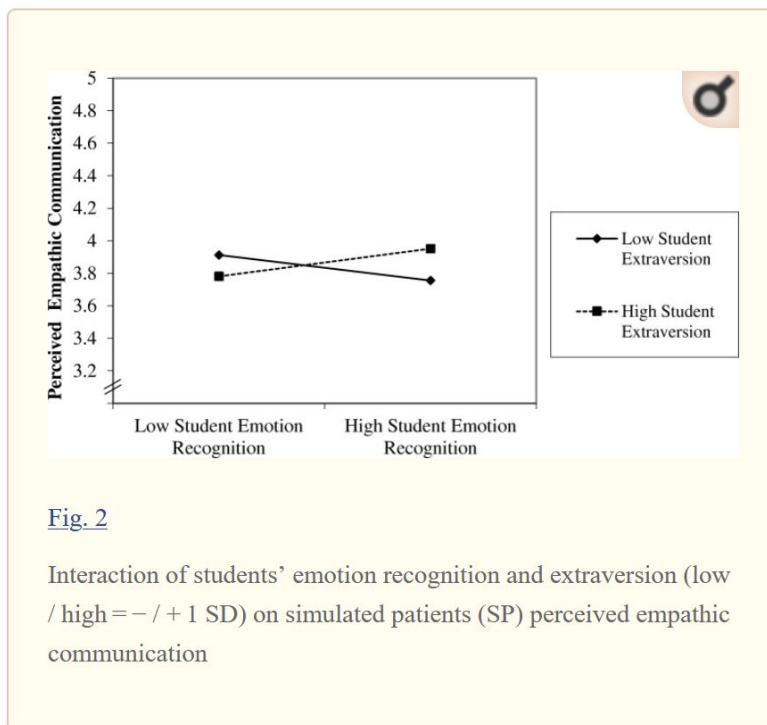 5
4.8
4.6
4.4
4.2
4
3.8
3.6
3.4
3.2
Perceived Empathic Communication
Low Student Emotion
Recognition
High Student Emotion
Recognition
Low Student
Extraversion
High Student
Extraversion
Fig. 2
Interaction of students’ emotion recognition and extraversion (low
/ high = − / + 1 SD) on simulated patients (SP) perceived empathic
communication